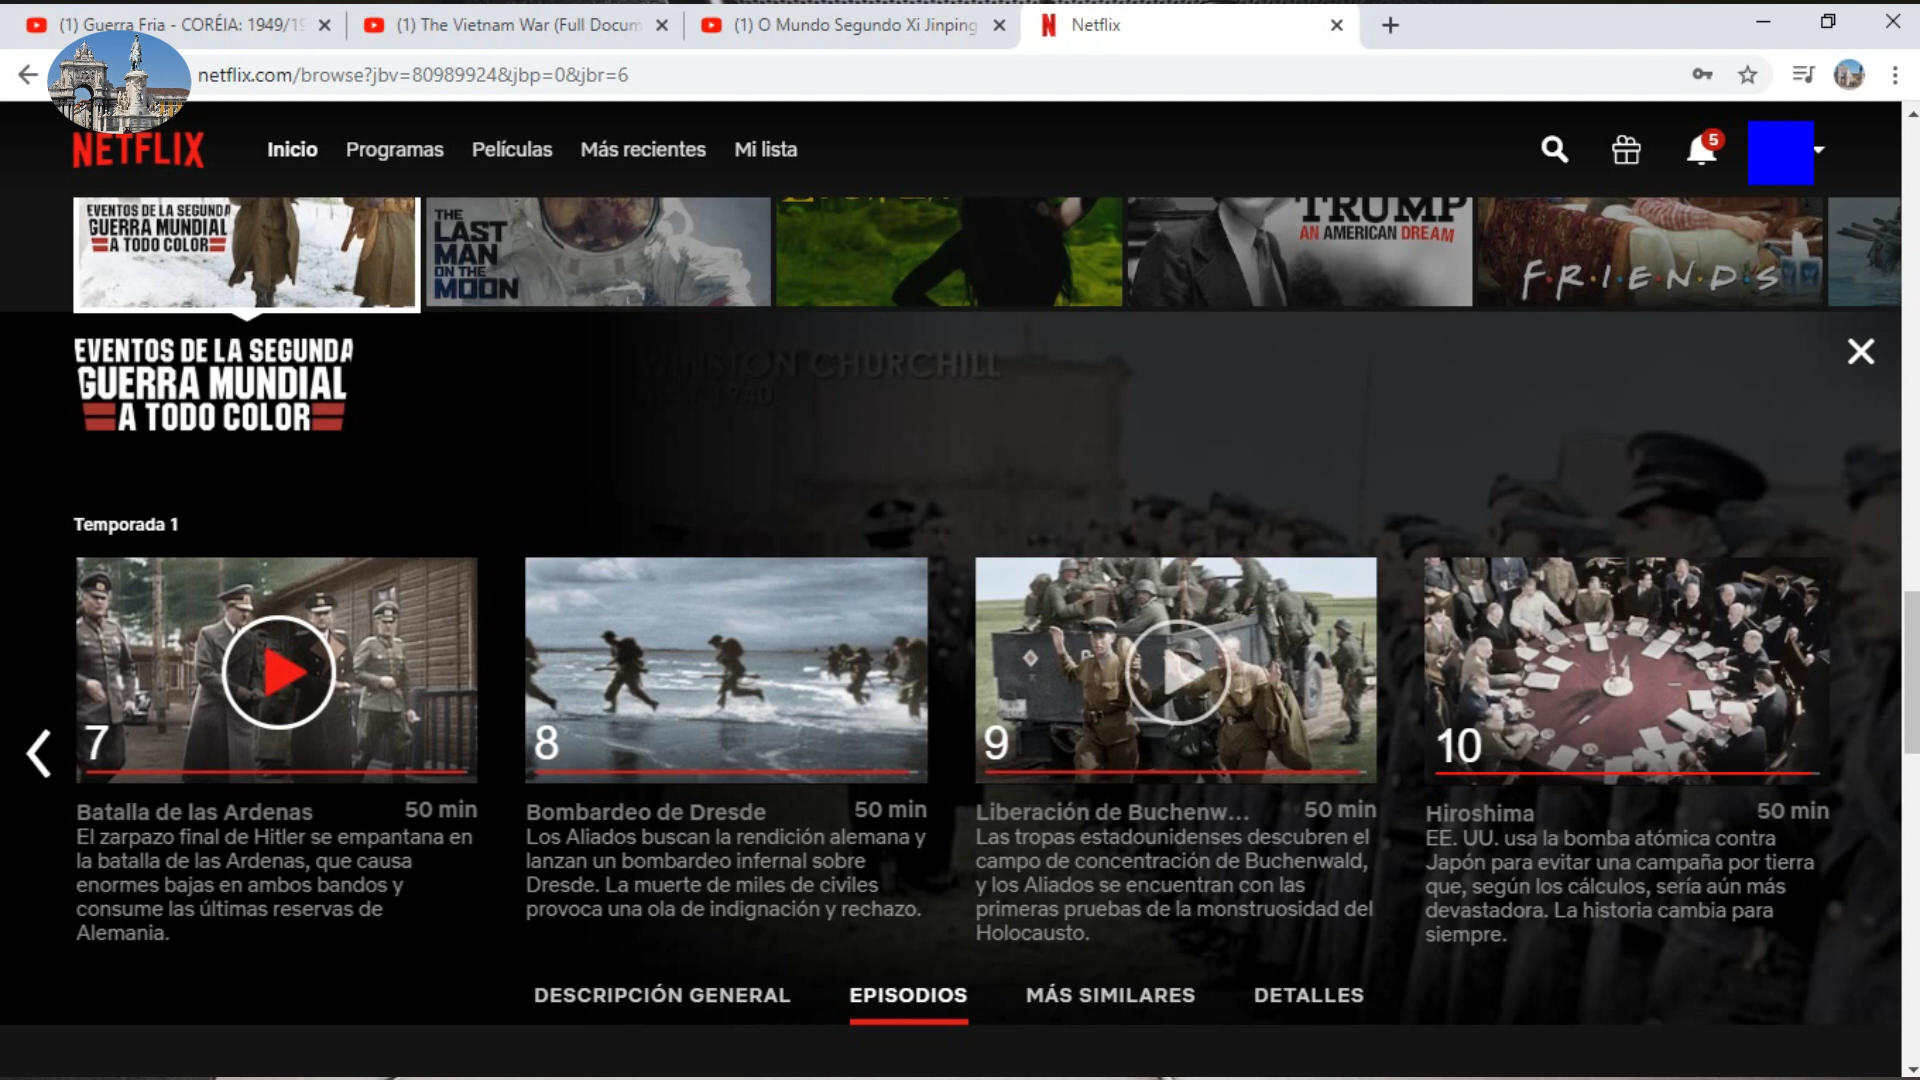 (1) Guerra Fria - CORÉIA: 1949/19
(1) The Vietnam War (Full Docum
(1) O Mundo Segundo Xi Jinping
Netflix
netflix.com/browse?jbv=80989924&jbp=0&jbr=6
NETFLIX
Inicio
Programas
Películas
Más recientes
Mi lista
5
EVENTOS DE LA SEGUNDA
GUERRA MUNDIAL
A TODO COLOR
THE
LAST
MAN
ON THE
MOON
TRUMP
AN AMERICAN DREAM
F·R·I·E·N·D·S
EVENTOS DE LA SEGUNDA
GUERRA MUNDIAL
A TODO COLOR
WINSTON CHURCHILL
1940
Temporada 1
7
8
9
10
Batalla de las Ardenas 50 min
El zarpazo final de Hitler se empantana en
la batalla de las Ardenas, que causa
enormes bajas en ambos bandos y
consume las últimas reservas de
Alemania.
Bombardeo de Dresde 50 min
Los Aliados buscan la rendición alemana y
lanzan un bombardeo infernal sobre
Dresde. La muerte de miles de civiles
provoca una ola de indignación y rechazo.
Liberación de Buchenw... 50 min
Las tropas estadounidenses descubren el
campo de concentración de Buchenwald,
y los Aliados se encuentran con las
primeras pruebas de la monstruosidad del
Holocausto.
Hiroshima 50 min
EE. UU. usa la bomba atómica contra
Japón para evitar una campaña por tierra
que, según los cálculos, sería aún más
devastadora. La historia cambia para
siempre.
DESCRIPCIÓN GENERAL
EPISODIOS
MÁS SIMILARES
DETALLES